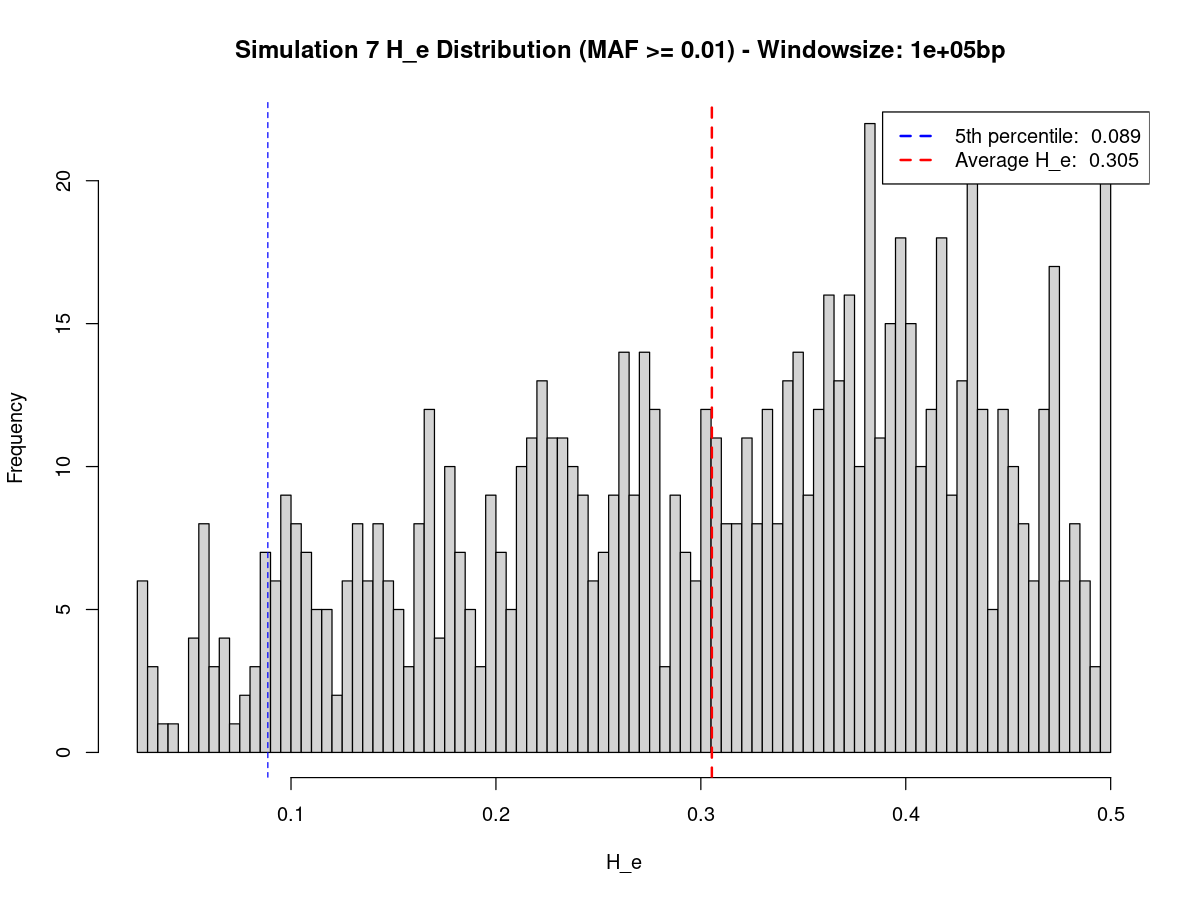 Simulation 7 H_e Distribution (MAF >= 0.01) - Windowsize: 1e+05bp
5th percentile: 0.089
Average H_e: 0.305
Frequency
20
15
10
5
0
0.1 0.2 0.3 0.4 0.5
H_e